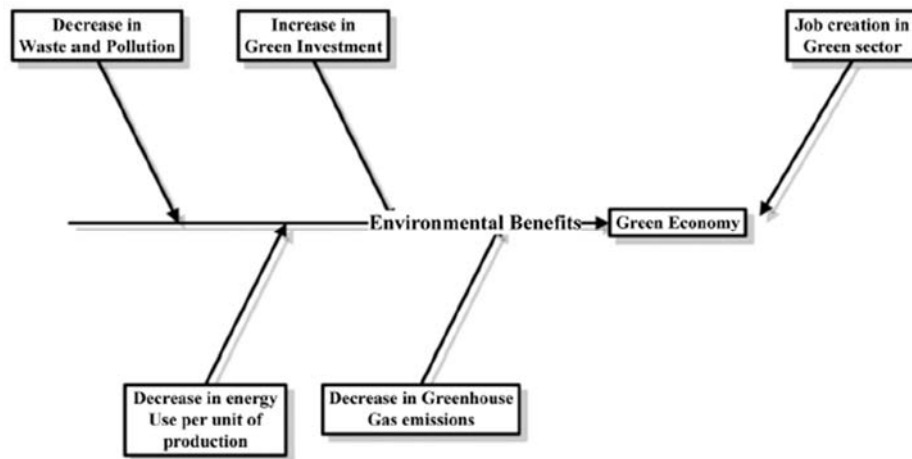 Decrease in
Waste and Pollution
Increase in
Green Investment
Job creation in
Green sector
Environmental Benefits
Green Economy
Decrease in energy
Use per unit of
production
Decrease in Greenhouse
Gas emissions